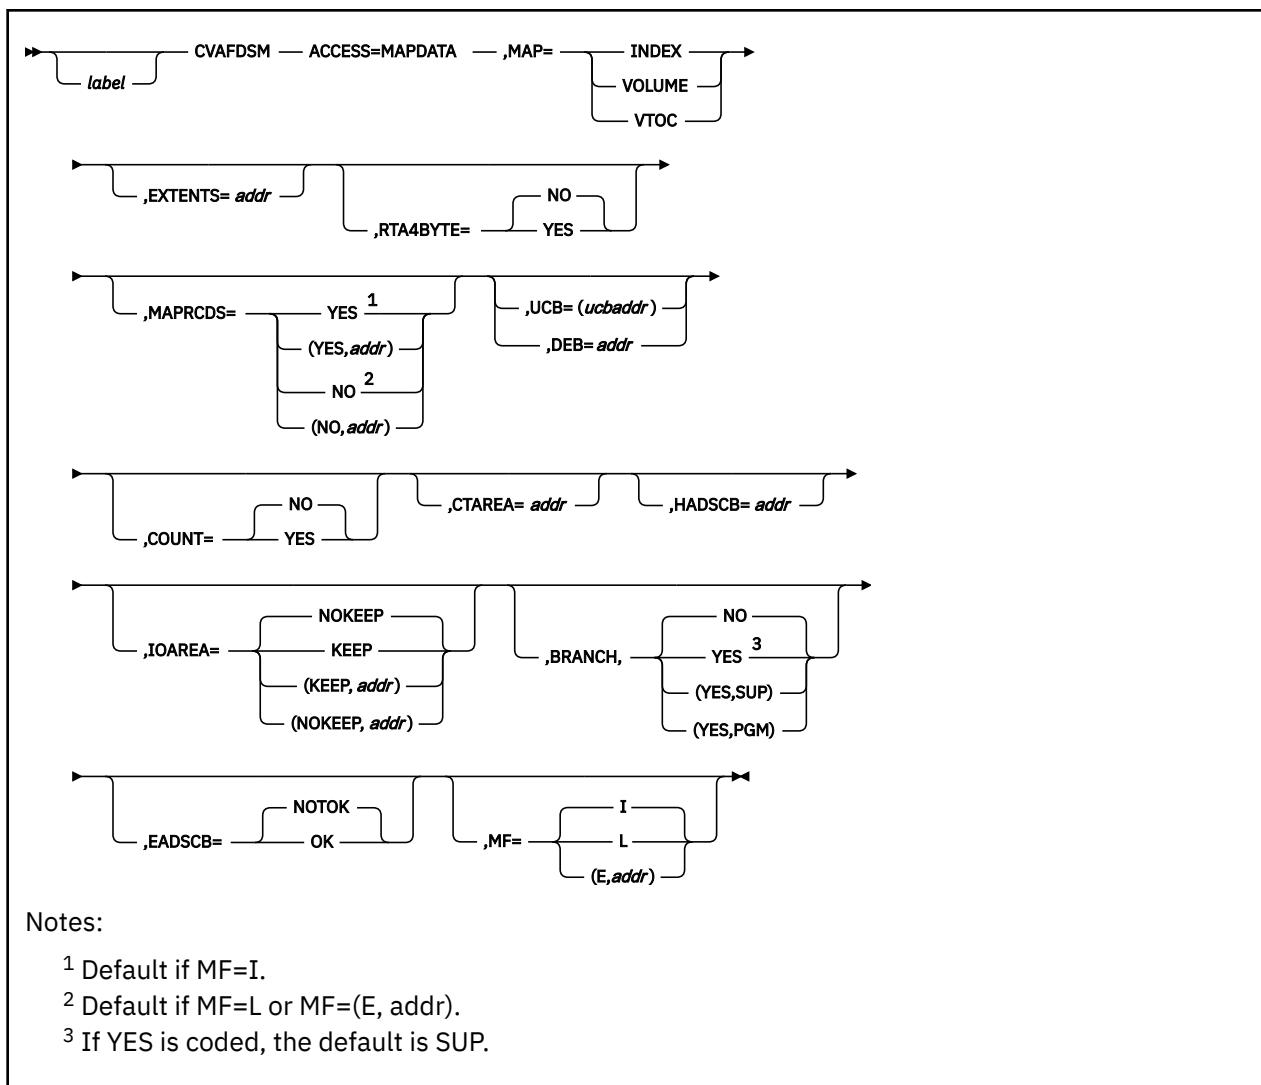 CVAFDSM ACCESS=MAPDATA ,MAP= INDEX
label
VOLUME
VTOC
,EXTENTS= addr
,RTA4BYTE= NO
YES
,MAPRCDS= YES 1
(YES,addr)
NO 2
(NO,addr)
,UCB= (ucbaddr)
,DEB= addr
,COUNT= NO
YES
,CTAREA= addr
,HADSCB= addr
,IOAREA= NOKEEP
KEEP
(KEEP, addr)
(NOKEEP, addr)
,BRANCH, NO
YES 3
(YES,SUP)
(YES,PGM)
,EADSCB= NOTOK
OK
,MF= I
L
(E,addr)
Notes:
1 Default if MF=I.
2 Default if MF=L or MF=(E, addr).
3 If YES is coded, the default is SUP.